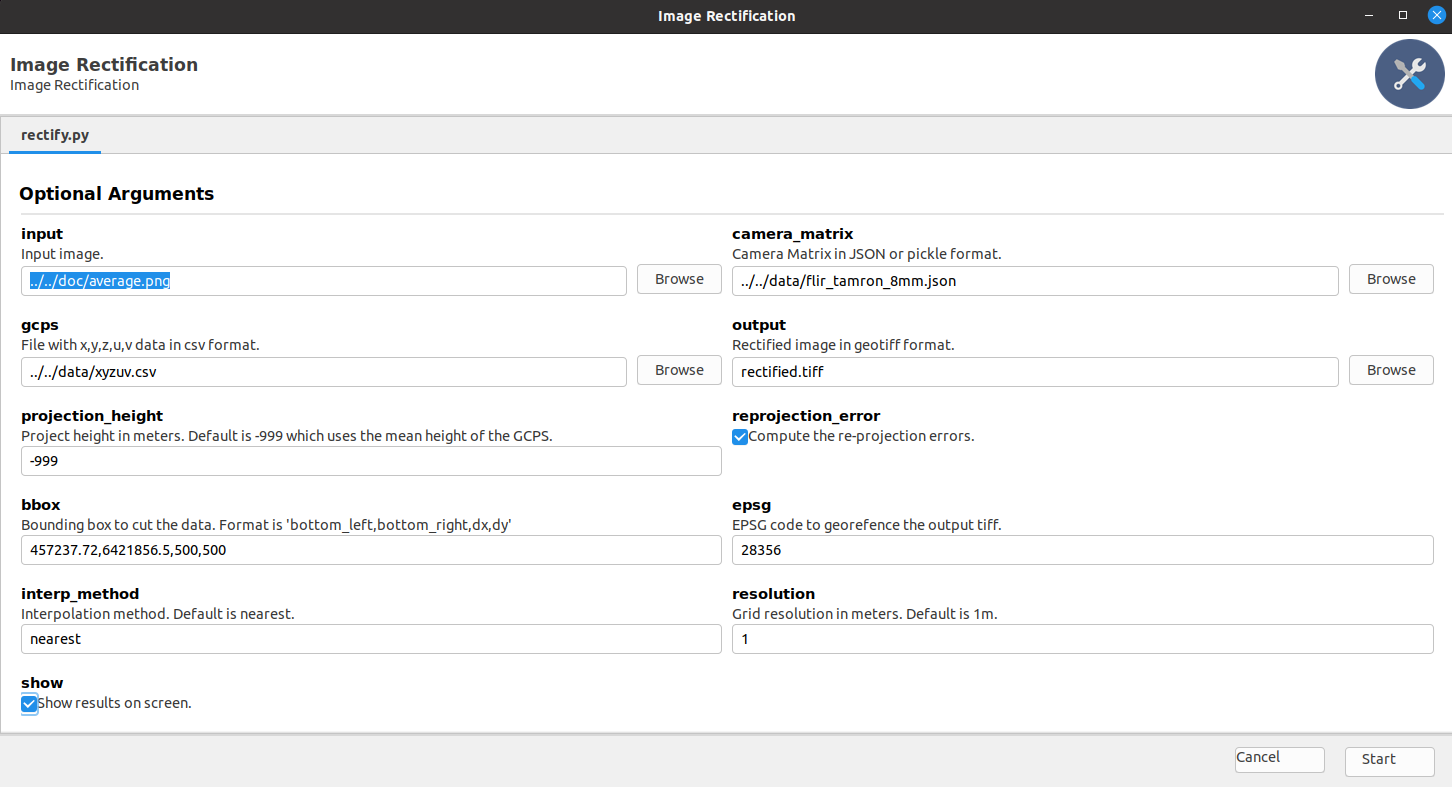 Image Rectification
Image Rectification
Image Rectification
rectify.py
Optional Arguments
input
Input image.
../../doc/average.png
Browse
camera_matrix
Camera Matrix in JSON or pickle format.
../../data/flir_tamron_8mm.json
Browse
gcps
File with x,y,z,u,v data in csv format.
../../data/xyzuv.csv
Browse
output
Rectified image in geotiff format.
rectified.tiff
Browse
projection_height
Project height in meters. Default is -999 which uses the mean height of the GCPS.
-999
reprojection_error
Compute the re-projection errors.
bbox
Bounding box to cut the data. Format is 'bottom_left,bottom_right,dx,dy'
457237.72,6421856.5,500,500
epsg
EPSG code to georefence the output tiff.
28356
interp_method
Interpolation method. Default is nearest.
nearest
resolution
Grid resolution in meters. Default is 1m.
1
show
Show results on screen.
Cancel
Start